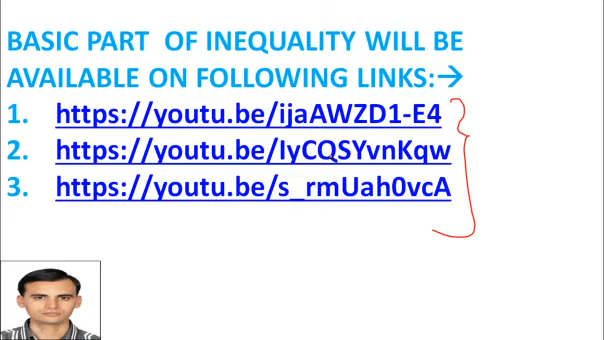 BASIC PART OF INEQUALITY WILL BE
AVAILABLE ON FOLLOWING LINKS:→
1. https://youtu.be/ijaAWZD1-E4
2. https://youtu.be/IyCQSYvnKqw
3. https://youtu.be/s_rmUah0vcA